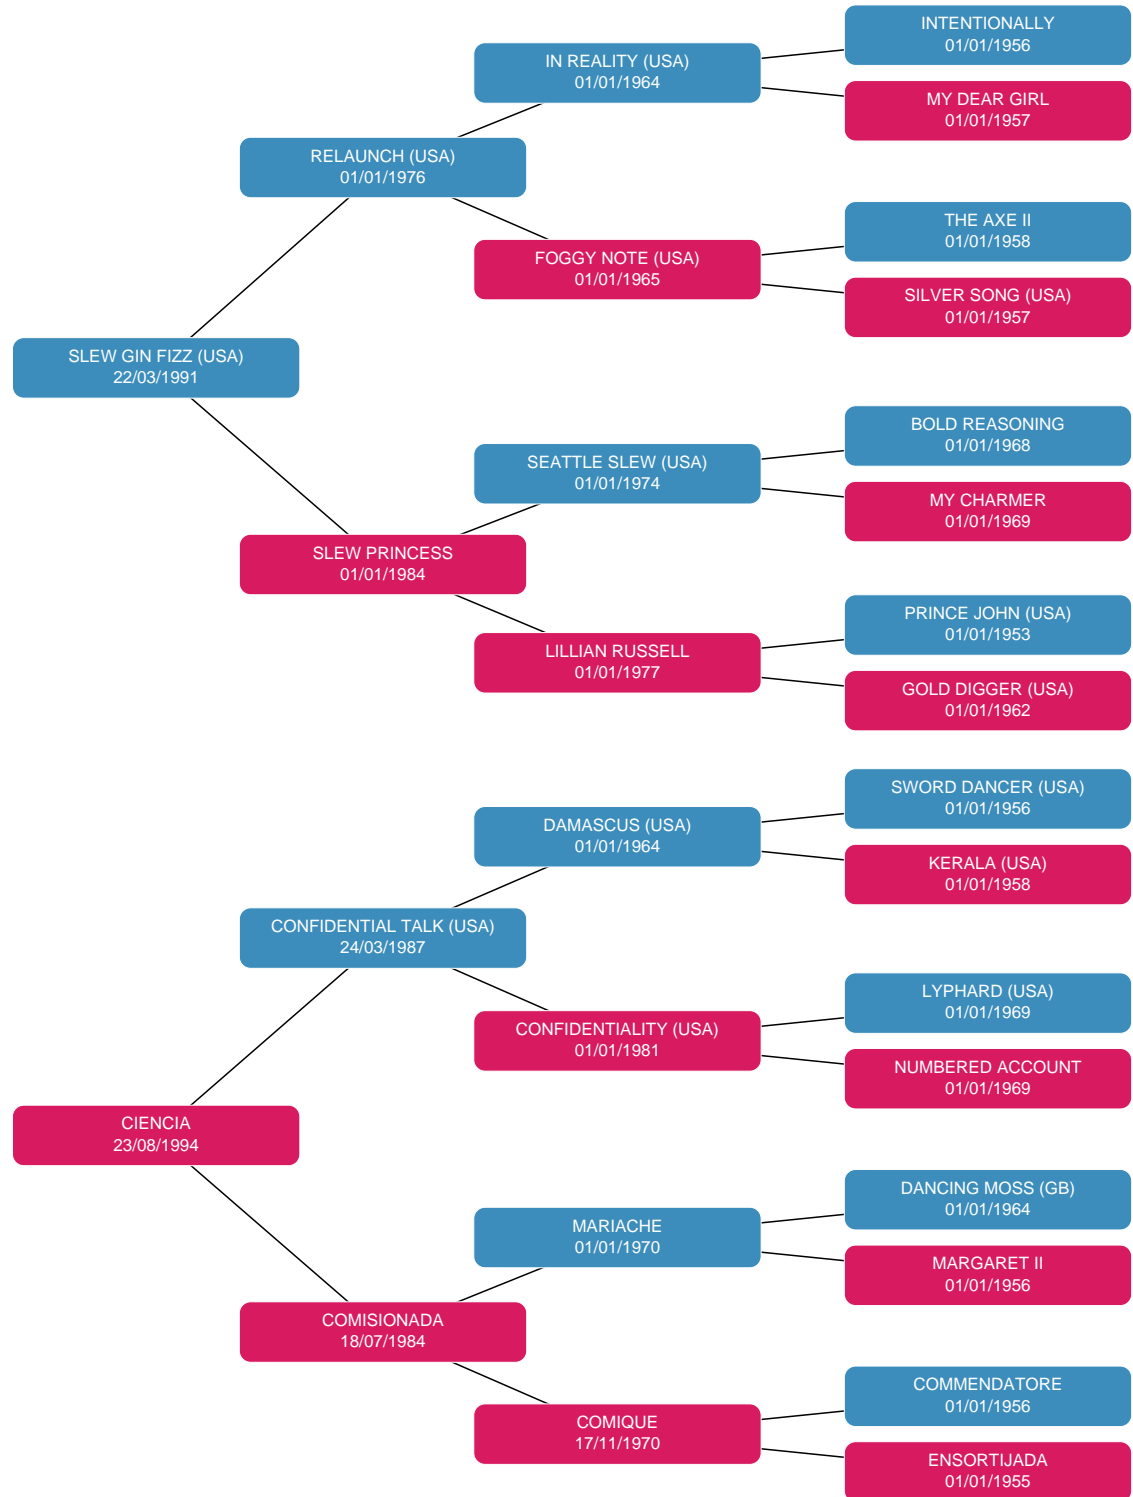 INTENTIONALLY
01/01/1956
IN REALITY (USA)
01/01/1964
MY DEAR GIRL
01/01/1957
RELAUNCH (USA)
01/01/1976
THE AXE II
01/01/1958
FOGGY NOTE (USA)
01/01/1965
SILVER SONG (USA)
01/01/1957
SLEW GIN FIZZ (USA)
22/03/1991
BOLD REASONING
01/01/1968
SEATTLE SLEW (USA)
01/01/1974
MY CHARMER
01/01/1969
SLEW PRINCESS
01/01/1984
PRINCE JOHN (USA)
01/01/1953
LILLIAN RUSSELL
01/01/1977
GOLD DIGGER (USA)
01/01/1962
SWORD DANCER (USA)
01/01/1956
DAMASCUS (USA)
01/01/1964
KERALA (USA)
01/01/1958
CONFIDENTIAL TALK (USA)
24/03/1987
LYPHARD (USA)
01/01/1969
CONFIDENTIALITY (USA)
01/01/1981
NUMBERED ACCOUNT
01/01/1969
CIENCIA
23/08/1994
DANCING MOSS (GB)
01/01/1964
MARIACHE
01/01/1970
MARGARET II
01/01/1956
COMISIONADA
18/07/1984
COMMENDATORE
01/01/1956
COMIQUE
17/11/1970
ENSORTIJADA
01/01/1955